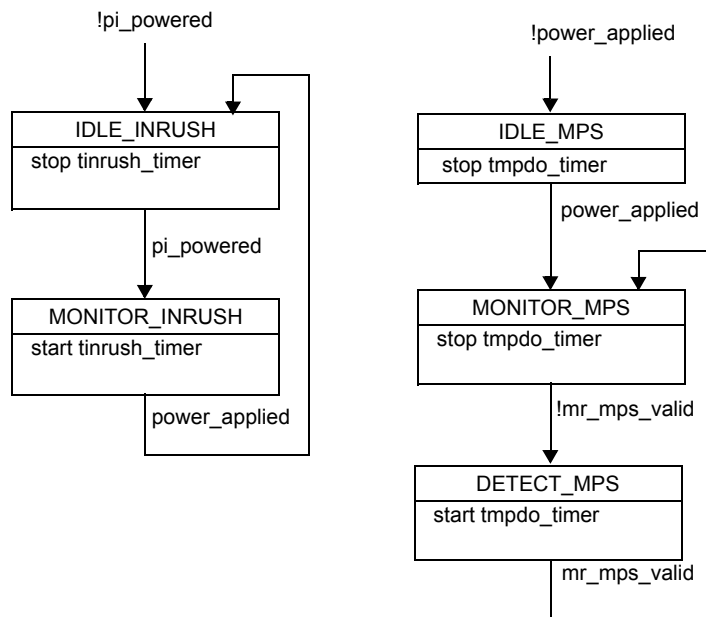 !pi_powered
IDLE_INRUSH
stop tinrush_timer
pi_powered
MONITOR_INRUSH
start tinrush_timer
power_applied
!power_applied
IDLE_MPS
stop tmpdo_timer
power_applied
MONITOR_MPS
stop tmpdo_timer
!mr_mps_valid
DETECT_MPS
start tmpdo_timer
mr_mps_valid